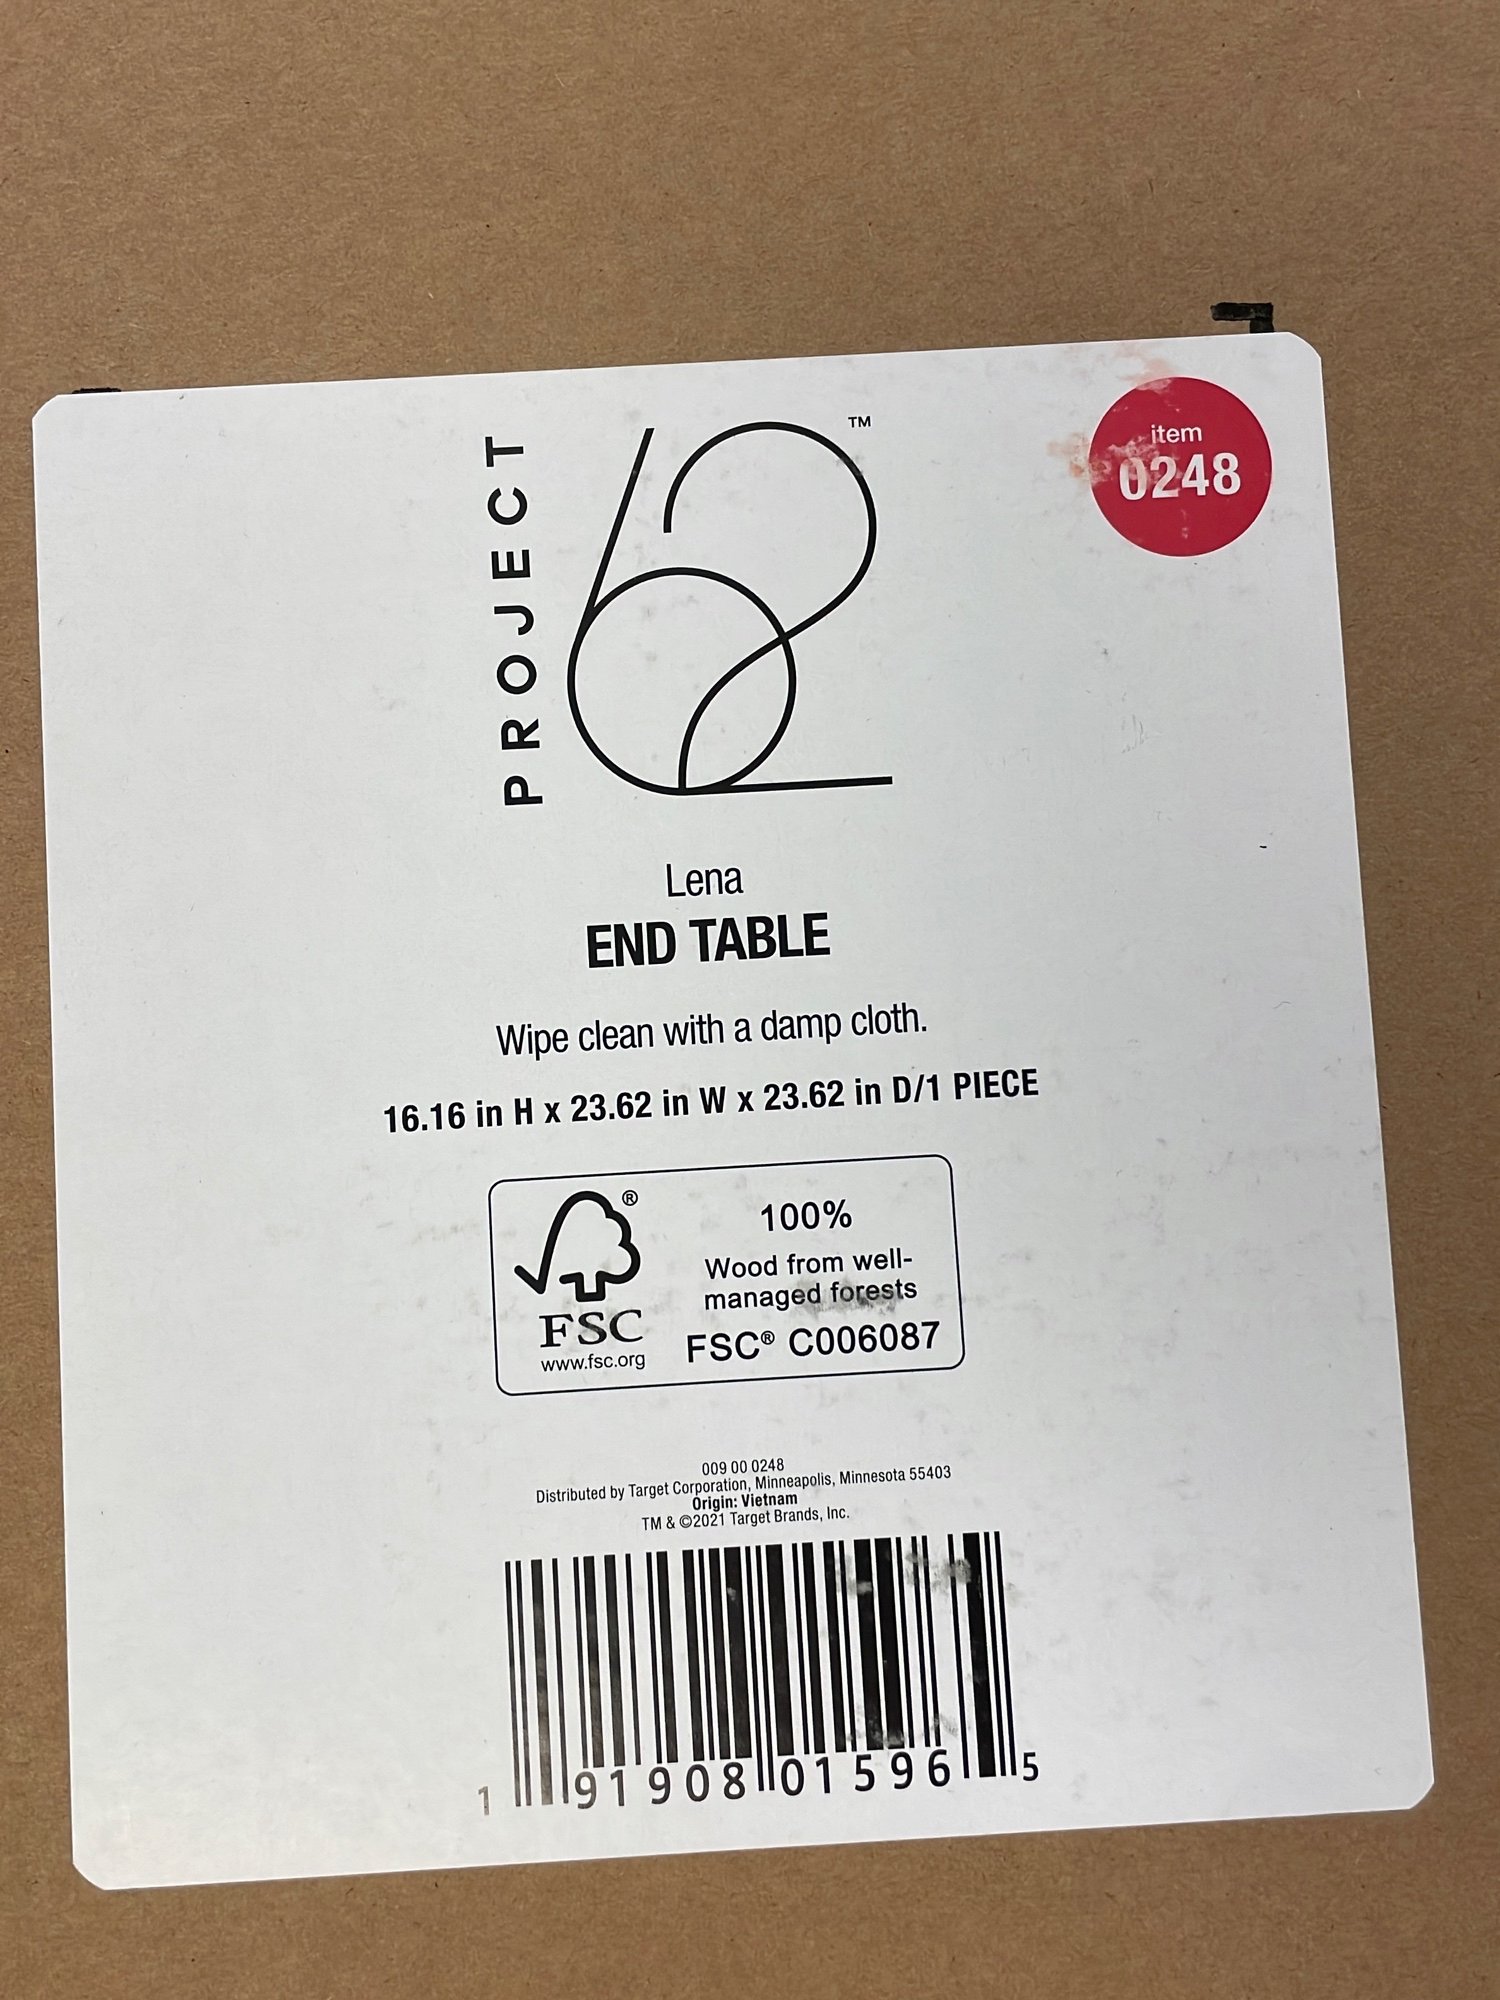 PROJECT 62™
item
0248
Lena
END TABLE
Wipe clean with a damp cloth.
16.16 in H x 23.62 in W x 23.62 in D/1 PIECE
®
100%
Wood from well-
managed forests
FSC
www.fsc.org
FSC® C006087
009 00 0248
Distributed by Target Corporation, Minneapolis, Minnesota 55403
Origin: Vietnam
TM & ©2021 Target Brands, Inc.
1 91908 01596 5